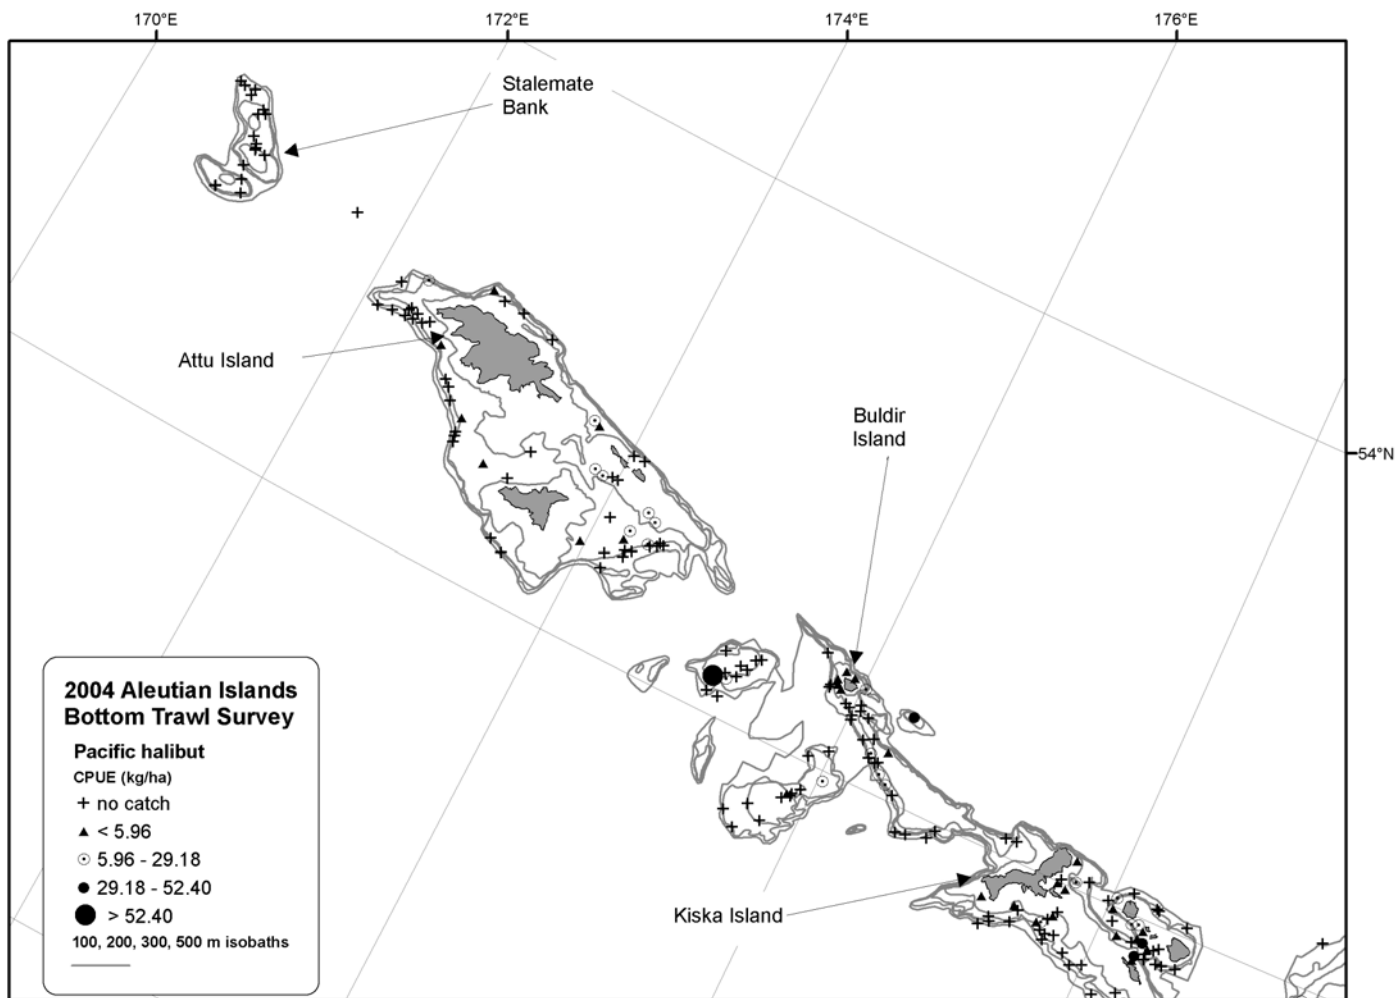 170°E
172°E
174°E
176°E
Stalemate
Bank
Attu Island
Buldir
Island
54°N
2004 Aleutian Islands
Bottom Trawl Survey
Pacific halibut
CPUE (kg/ha)
no catch
< 5.96
5.96 - 29.18
29.18 - 52.40
> 52.40
100, 200, 300, 500 m isobaths
Kiska Island